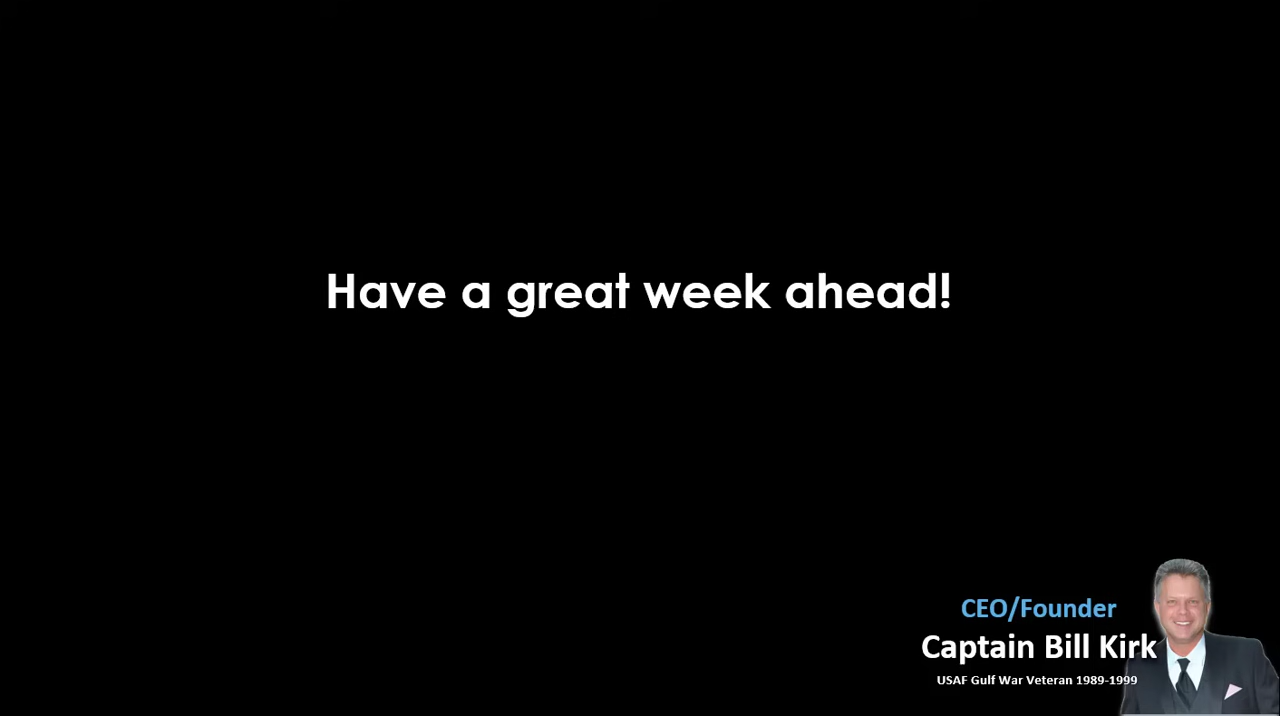 Have a great week ahead!
CEO/Founder
Captain Bill Kirk
USAF Gulf War Veteran 1989-1999